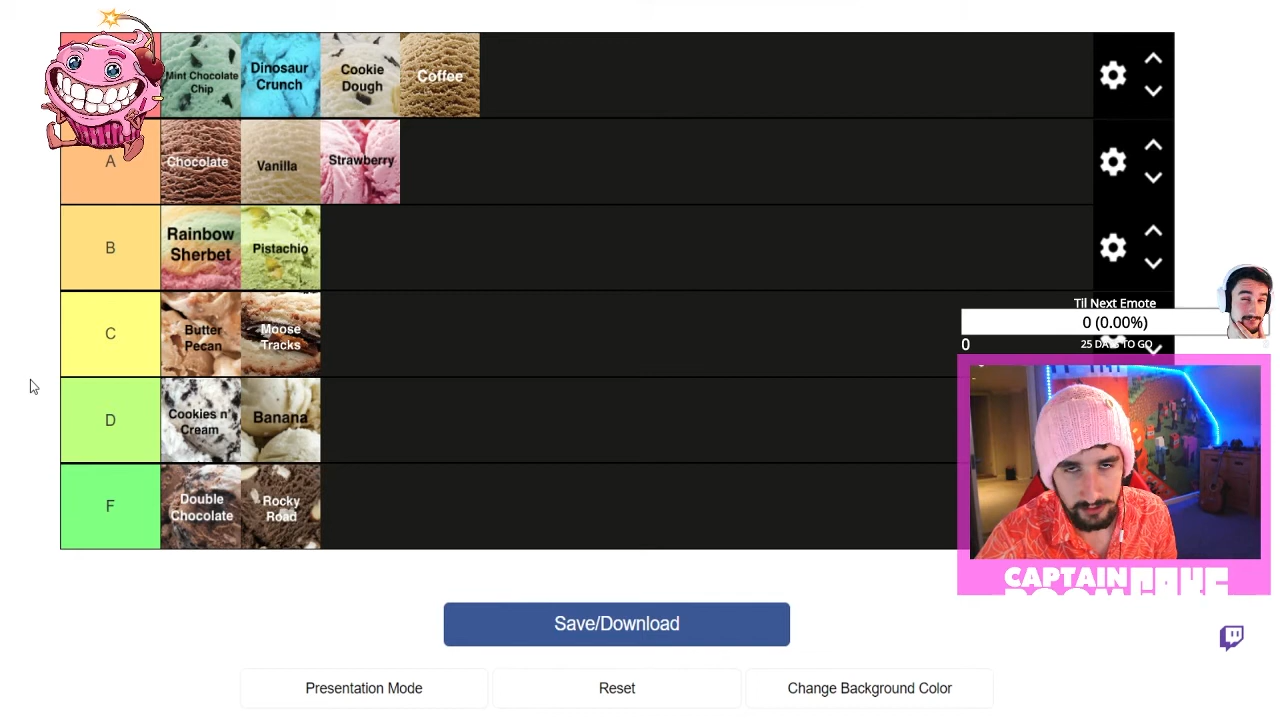 Mint Chocolate
Chip
Dinosaur
Crunch
Cookie
Dough
Coffee
A
Chocolate
Vanilla
Strawberry
B
Rainbow
Sherbet
Pistachio
C
Butter
Pecan
Moose
Tracks
D
Cookies n'
Cream
Banana
F
Double
Chocolate
Rocky
Road
Til Next Emote
0 (0.00%)
0
25 DAYS TO GO
CAPTAIN
Save/Download
Presentation Mode
Reset
Change Background Color